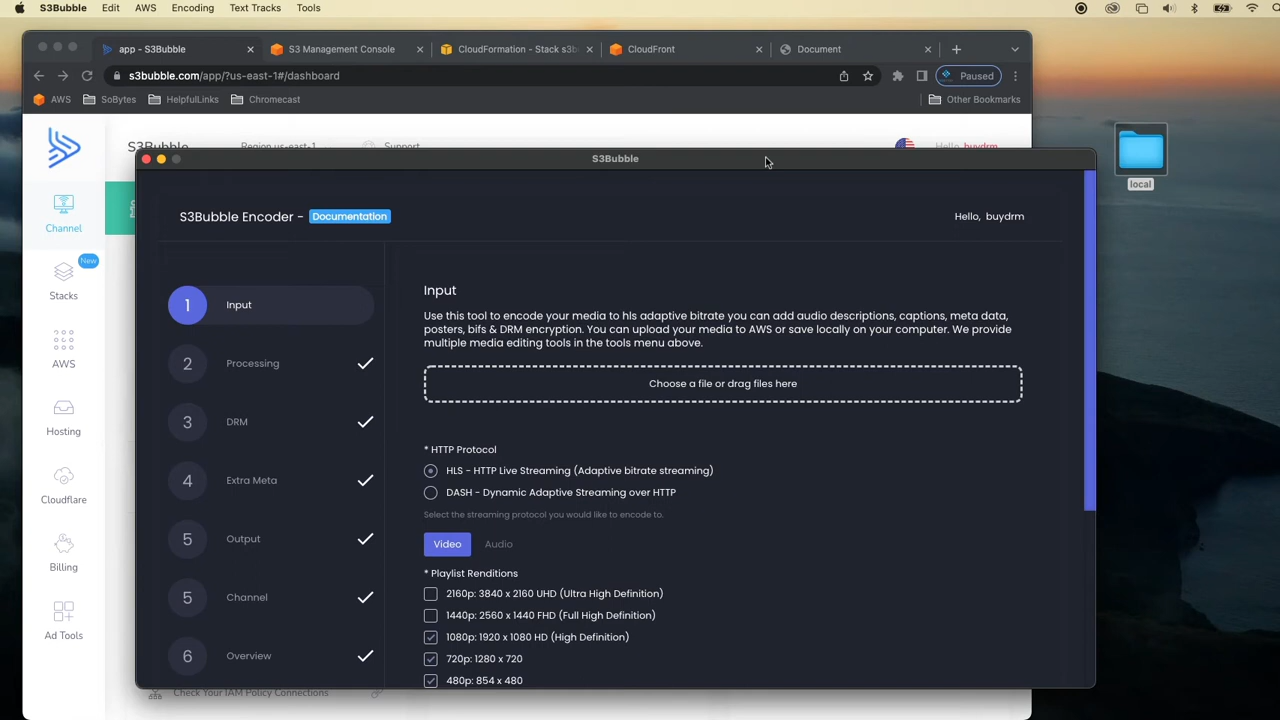 S3Bubble Edit AWS Encoding Text Tracks Tools
app - S3Bubble
S3 Management Console
CloudFormation - Stack s3b
CloudFront
Document
s3bubble.com/app/?us-east-1#/dashboard
Paused
AWS SoBytes HelpfulLinks Chromecast
Other Bookmarks
S3Bubble Region us-east-1 Support Hello, buydrm
Channel
New
Stacks
AWS
Hosting
Cloudflare
Billing
Ad Tools
Check Your IAM Policy Connections
local
S3Bubble
S3Bubble Encoder - Documentation
Hello, buydrm
1 Input
2 Processing
3 DRM
4 Extra Meta
5 Output
5 Channel
6 Overview
Input
Use this tool to encode your media to hls adaptive bitrate you can add audio descriptions, captions, meta data,
posters, bifs & DRM encryption. You can upload your media to AWS or save locally on your computer. We provide
multiple media editing tools in the tools menu above.
Choose a file or drag files here
* HTTP Protocol
HLS - HTTP Live Streaming (Adaptive bitrate streaming)
DASH - Dynamic Adaptive Streaming over HTTP
Select the streaming protocol you would like to encode to.
Video Audio
* Playlist Renditions
2160p: 3840 x 2160 UHD (Ultra High Definition)
1440p: 2560 x 1440 FHD (Full High Definition)
1080p: 1920 x 1080 HD (High Definition)
720p: 1280 x 720
480p: 854 x 480